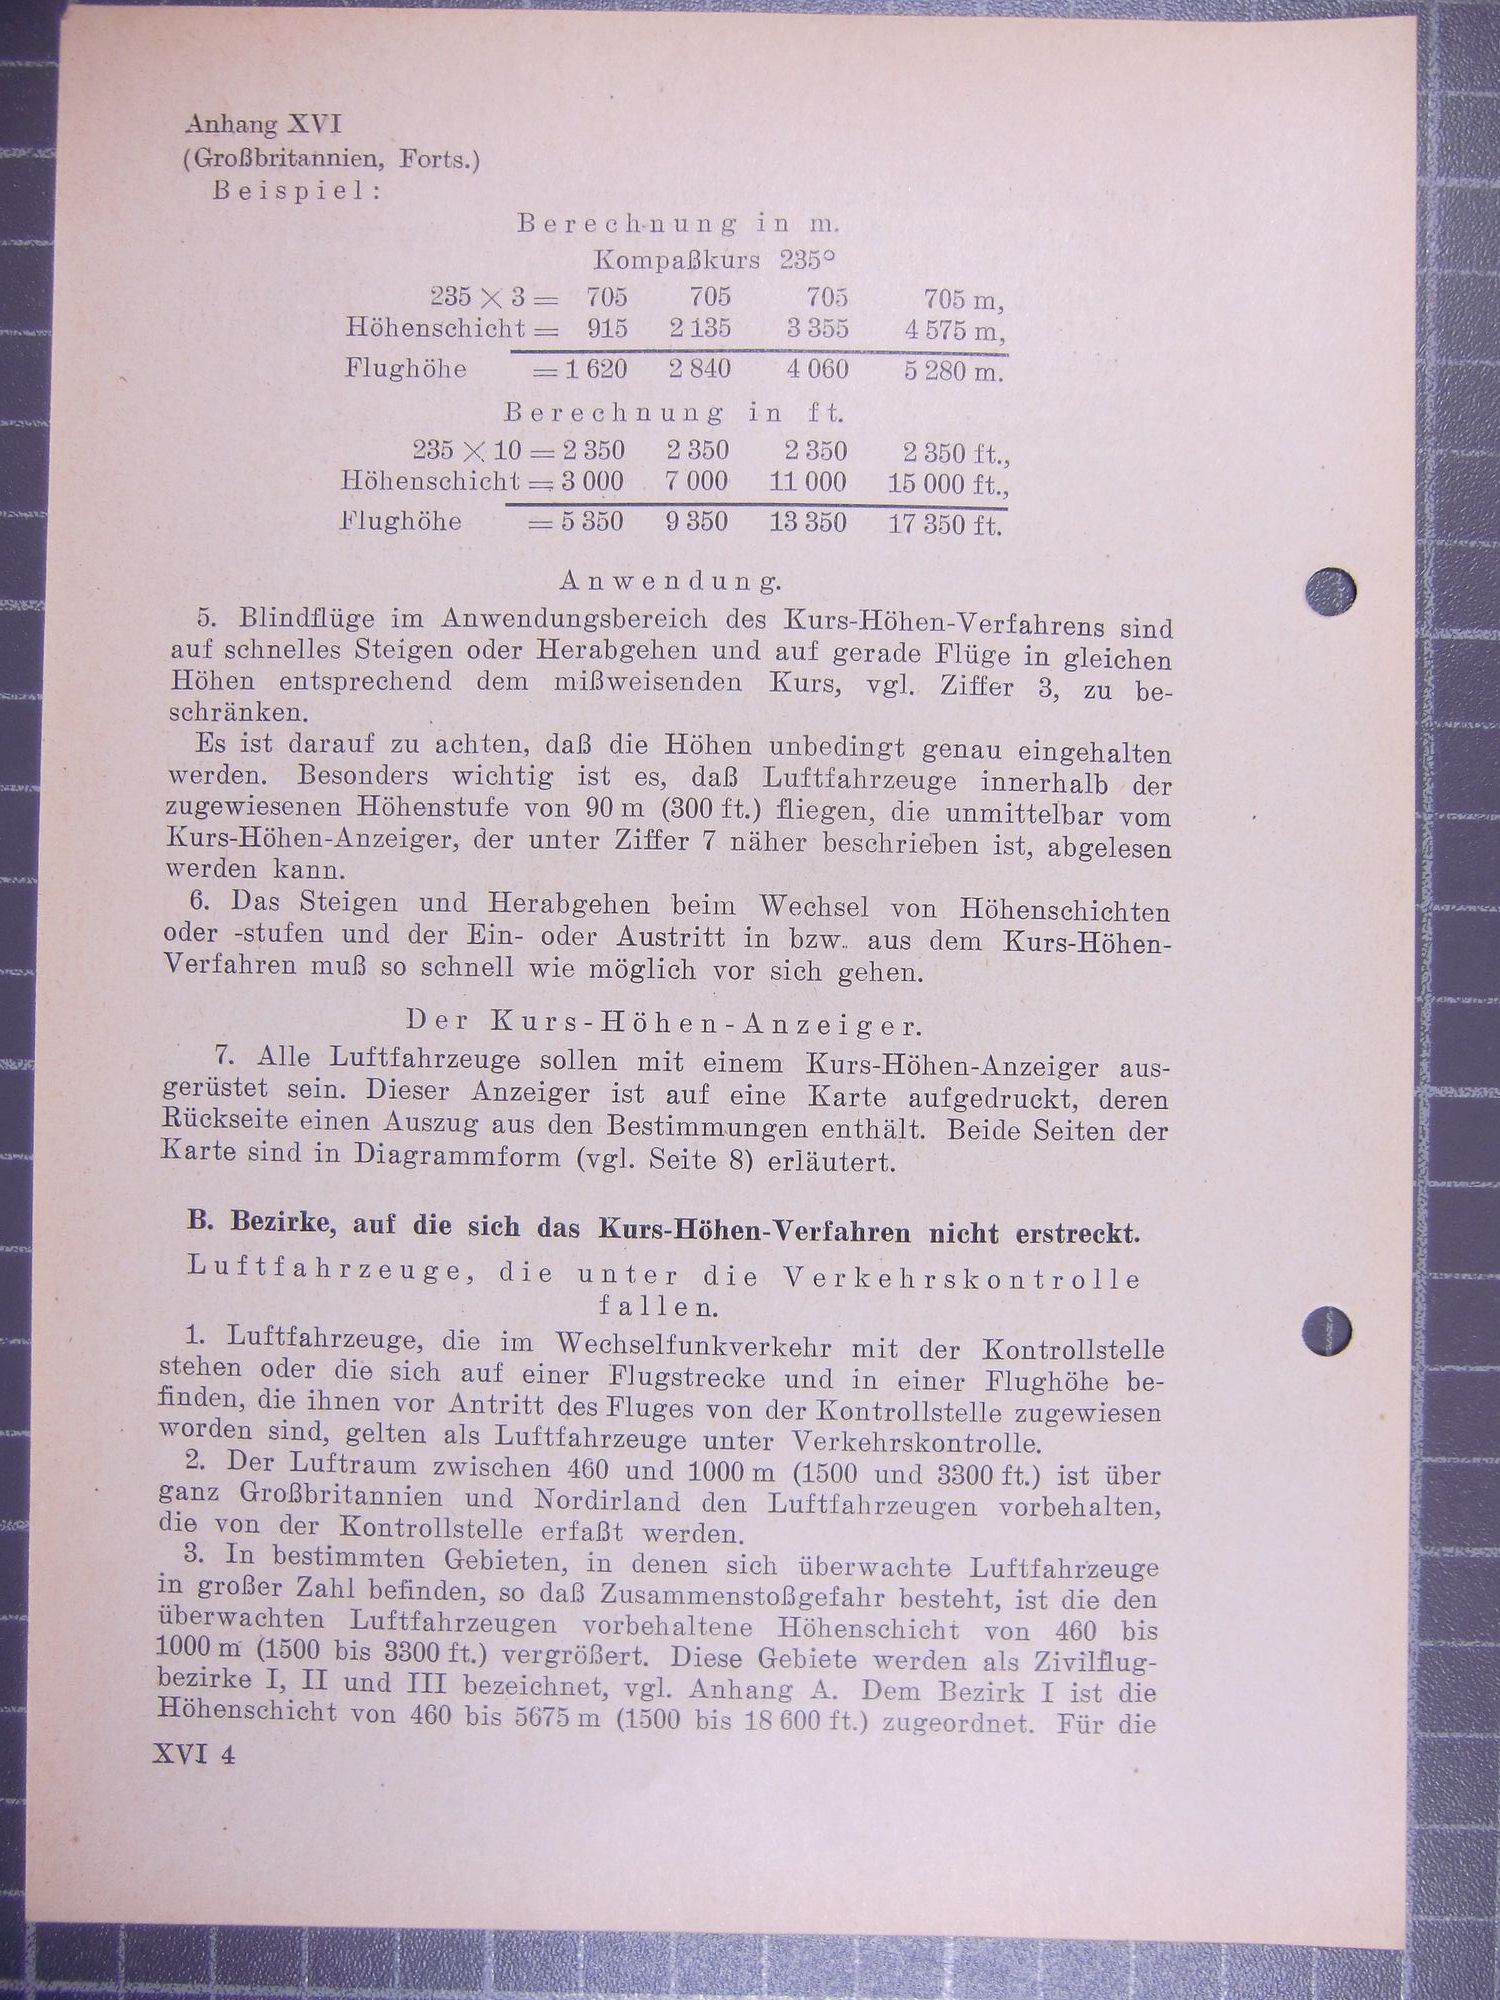 Anhang XVI
(Großbritannien, Forts.)
Beispiel:
Berechnung in m.
Kompaßkurs 235°
235 × 3 = 705 705 705 705 m,
Höhenschicht = 915 2 135 3 355 4 575 m,
Flughöhe = 1 620 2 840 4 060 5 280 m.
Berechnung in ft.
235 × 10 = 2 350 2 350 2 350 2 350 ft.,
Höhenschicht = 3 000 7 000 11 000 15 000 ft.,
Flughöhe = 5 350 9 350 13 350 17 350 ft.
Anwendung.
5. Blindflüge im Anwendungsbereich des Kurs-Höhen-Verfahrens sind
auf schnelles Steigen oder Herabgehen und auf gerade Flüge in gleichen
Höhen entsprechend dem mißweisenden Kurs, vgl. Ziffer 3, zu be-
schränken.
Es ist darauf zu achten, daß die Höhen unbedingt genau eingehalten
werden. Besonders wichtig ist es, daß Luftfahrzeuge innerhalb der
zugewiesenen Höhenstufe von 90 m (300 ft.) fliegen, die unmittelbar vom
Kurs-Höhen-Anzeiger, der unter Ziffer 7 näher beschrieben ist, abgelesen
werden kann.
6. Das Steigen und Herabgehen beim Wechsel von Höhenschichten
oder -stufen und der Ein- oder Austritt in bzw. aus dem Kurs-Höhen-
Verfahren muß so schnell wie möglich vor sich gehen.
Der Kurs-Höhen-Anzeiger.
7. Alle Luftfahrzeuge sollen mit einem Kurs-Höhen-Anzeiger aus-
gerüstet sein. Dieser Anzeiger ist auf eine Karte aufgedruckt, deren
Rückseite einen Auszug aus den Bestimmungen enthält. Beide Seiten der
Karte sind in Diagrammform (vgl. Seite 8) erläutert.
B. Bezirke, auf die sich das Kurs-Höhen-Verfahren nicht erstreckt.
Luftfahrzeuge, die unter die Verkehrskontrolle
fallen.
1. Luftfahrzeuge, die im Wechselfunkverkehr mit der Kontrollstelle
stehen oder die sich auf einer Flugstrecke und in einer Flughöhe be-
finden, die ihnen vor Antritt des Fluges von der Kontrollstelle zugewiesen
worden sind, gelten als Luftfahrzeuge unter Verkehrskontrolle.
2. Der Luftraum zwischen 460 und 1000 m (1500 und 3300 ft.) ist über
ganz Großbritannien und Nordirland den Luftfahrzeugen vorbehalten,
die von der Kontrollstelle erfaßt werden.
3. In bestimmten Gebieten, in denen sich überwachte Luftfahrzeuge
in großer Zahl befinden, so daß Zusammenstoßgefahr besteht, ist die den
überwachten Luftfahrzeugen vorbehaltene Höhenschicht von 460 bis
1000 m (1500 bis 3300 ft.) vergrößert. Diese Gebiete werden als Zivilflug-
bezirke I, II und III bezeichnet, vgl. Anhang A. Dem Bezirk I ist die
Höhenschicht von 460 bis 5675 m (1500 bis 18 600 ft.) zugeordnet. Für die
XVI 4